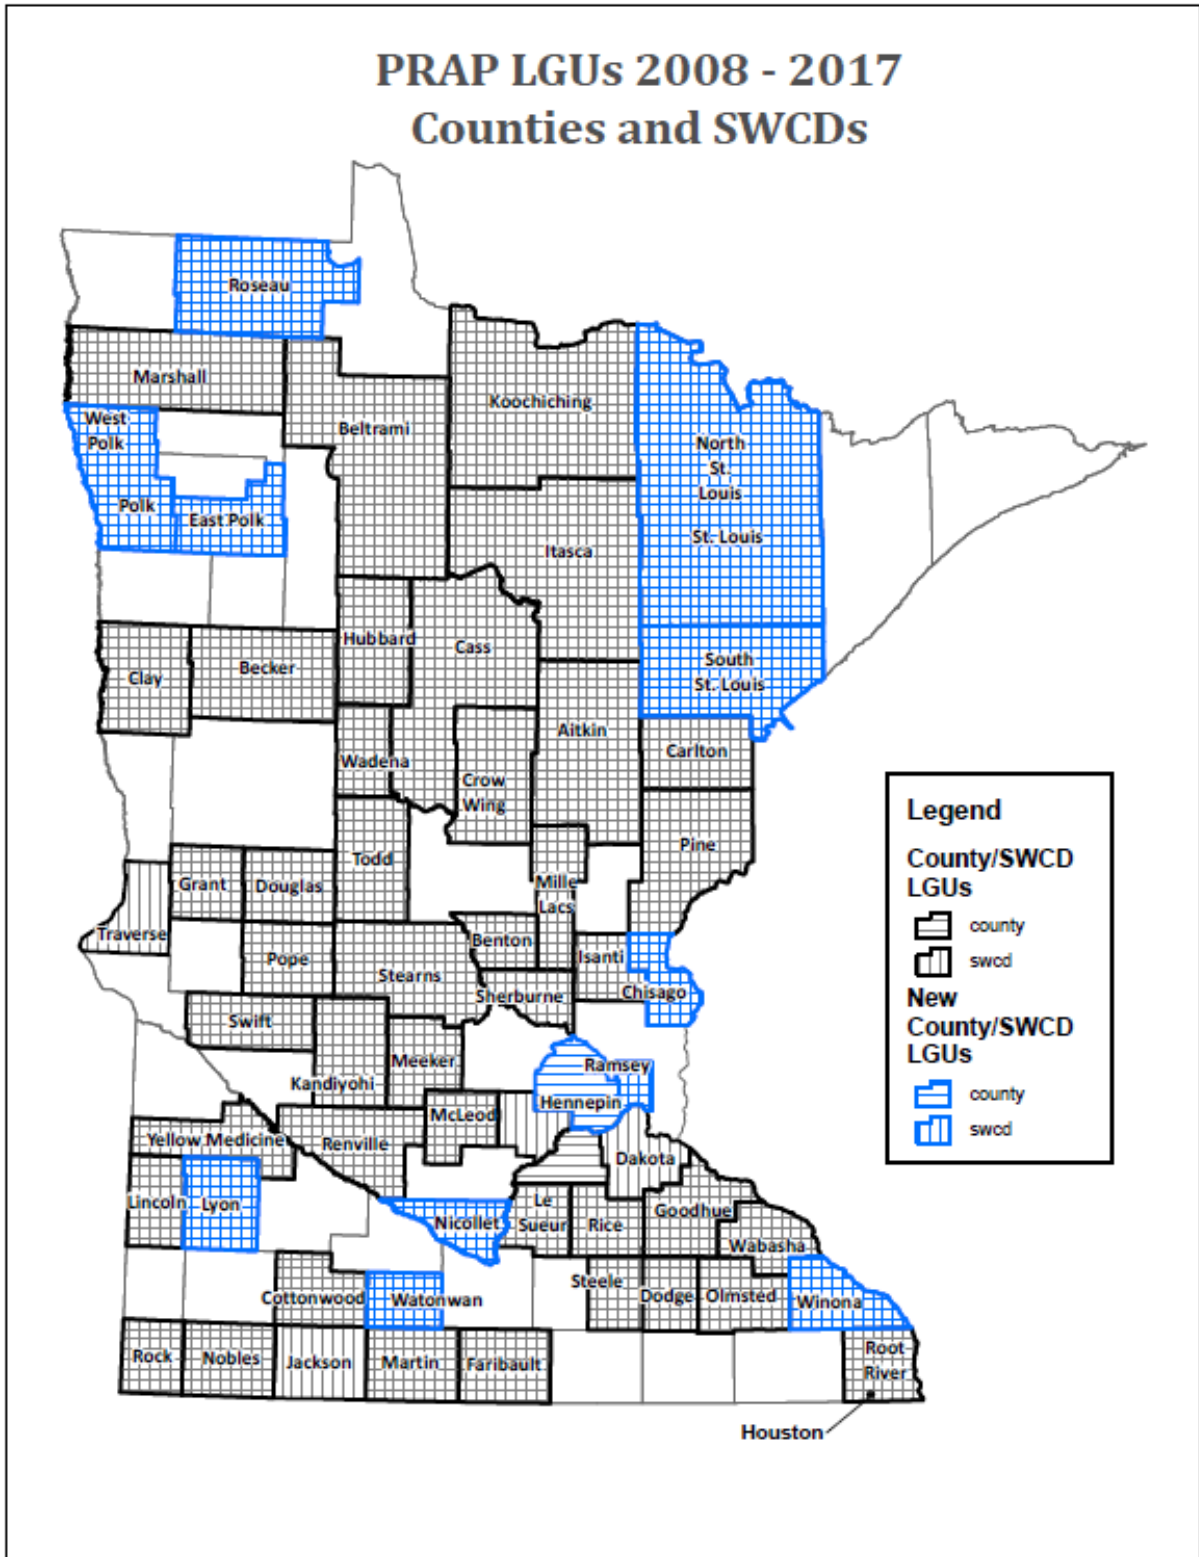 PRAP LGUs 2008 - 2017
Counties and SWCDs
Roseau
Marshall
Koochiching
West
Polk
Beltrami
North
St.
Louis
Polk
East Polk
St. Louis
Itasca
Hubbard
Cass
Becker
Clay
South
St. Louis
Aitkin
Carlton
Wadena
Crow
Wing
Pine
Todd
Grant
Douglas
Mille
Lacs
Traverse
Benton
Isanti
Pope
Stearns
Sherburne
Chisago
Swift
Meeker
Ramsey
Kandiyohi
Hennepin
McLeod
Yellow Medicine
Renville
Dakota
Lincoln
Lyon
Nicollet
Le
Sueur
Rice
Goodhue
Wabasha
Steele
Cottonwood
Watonwan
Dodge
Olmsted
Winona
Rock
Nobles
Jackson
Martin
Faribault
Root
River
Houston
Legend
County/SWCD
LGUs
county
swcd
New
County/SWCD
LGUs
county
swcd